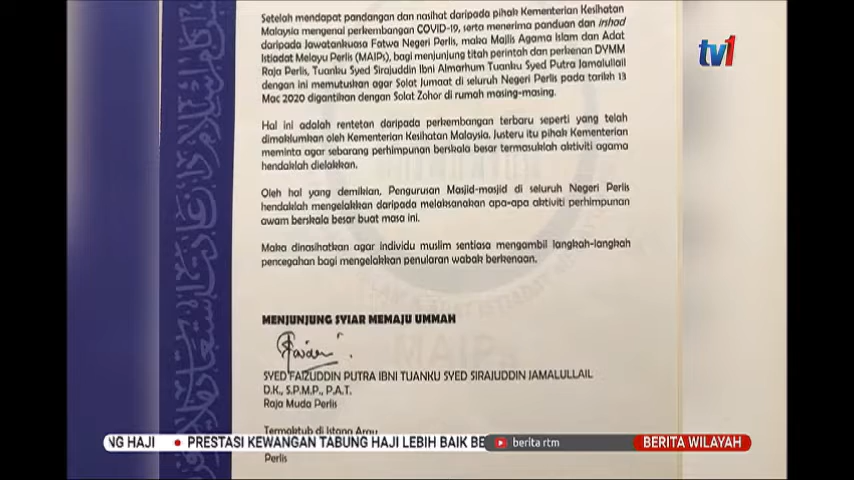 Setelah mendapat pandangan dan nasihat daripada pihak Kementerian Kesihatan
Malaysia mengenai perkembangan COVID-19, serta menerima panduan dan Irshad
daripada Jawatankuasa Fatwa Negeri Perlis, maka Majlis Agama Islam dan Adat
Istiadat Melayu Perlis (MAIPs), bagi menjunjung titah perintah dan perkenan DYMM
Raja Perlis, Tuanku Syed Sirajuddin Ibni Almarhum Tuanku Syed Putra Jamalullail
dengan ini memutuskan agar Solat Jumaat di seluruh Negeri Perlis pada tarikh 13
Mac 2020 digantikan dengan Solat Zohor di rumah masing-masing.
Hal ini adalah rentetan daripada perkembangan terbaru seperti yang telah
dimaklumkan oleh Kementerian Kesihatan Malaysia. Justeru itu pihak Kementerian
meminta agar sebarang perhimpunan berskala besar termasuklah aktiviti agama
hendaklah dielakkan.
Oleh hal yang demikian, Pengurusan Masjid-masjid di seluruh Negeri Perlis
hendaklah mengelakkan daripada melaksanakan apa-apa aktiviti perhimpunan
awam berskala besar buat masa ini.
Maka dinasihatkan agar individu muslim sentiasa mengambil langkah-langkah
pencegahan bagi mengelakkan penularan wabak berkenaan.
MENJUNJUNG SYIAR MEMAJU UMMAH
SYED FAIZUDDIN PUTRA IBNI TUANKU SYED SIRAJUDDIN JAMALULLAIL
D.K., S.P.M.P., P.A.T.
Raja Muda Perlis
Termaktub di Istana Arau
Perlis
tv1
MAIPs
NG HAJI • PRESTASI KEWANGAN TABUNG HAJI LEBIH BAIK BE
berita rtm
BERITA WILAYAH